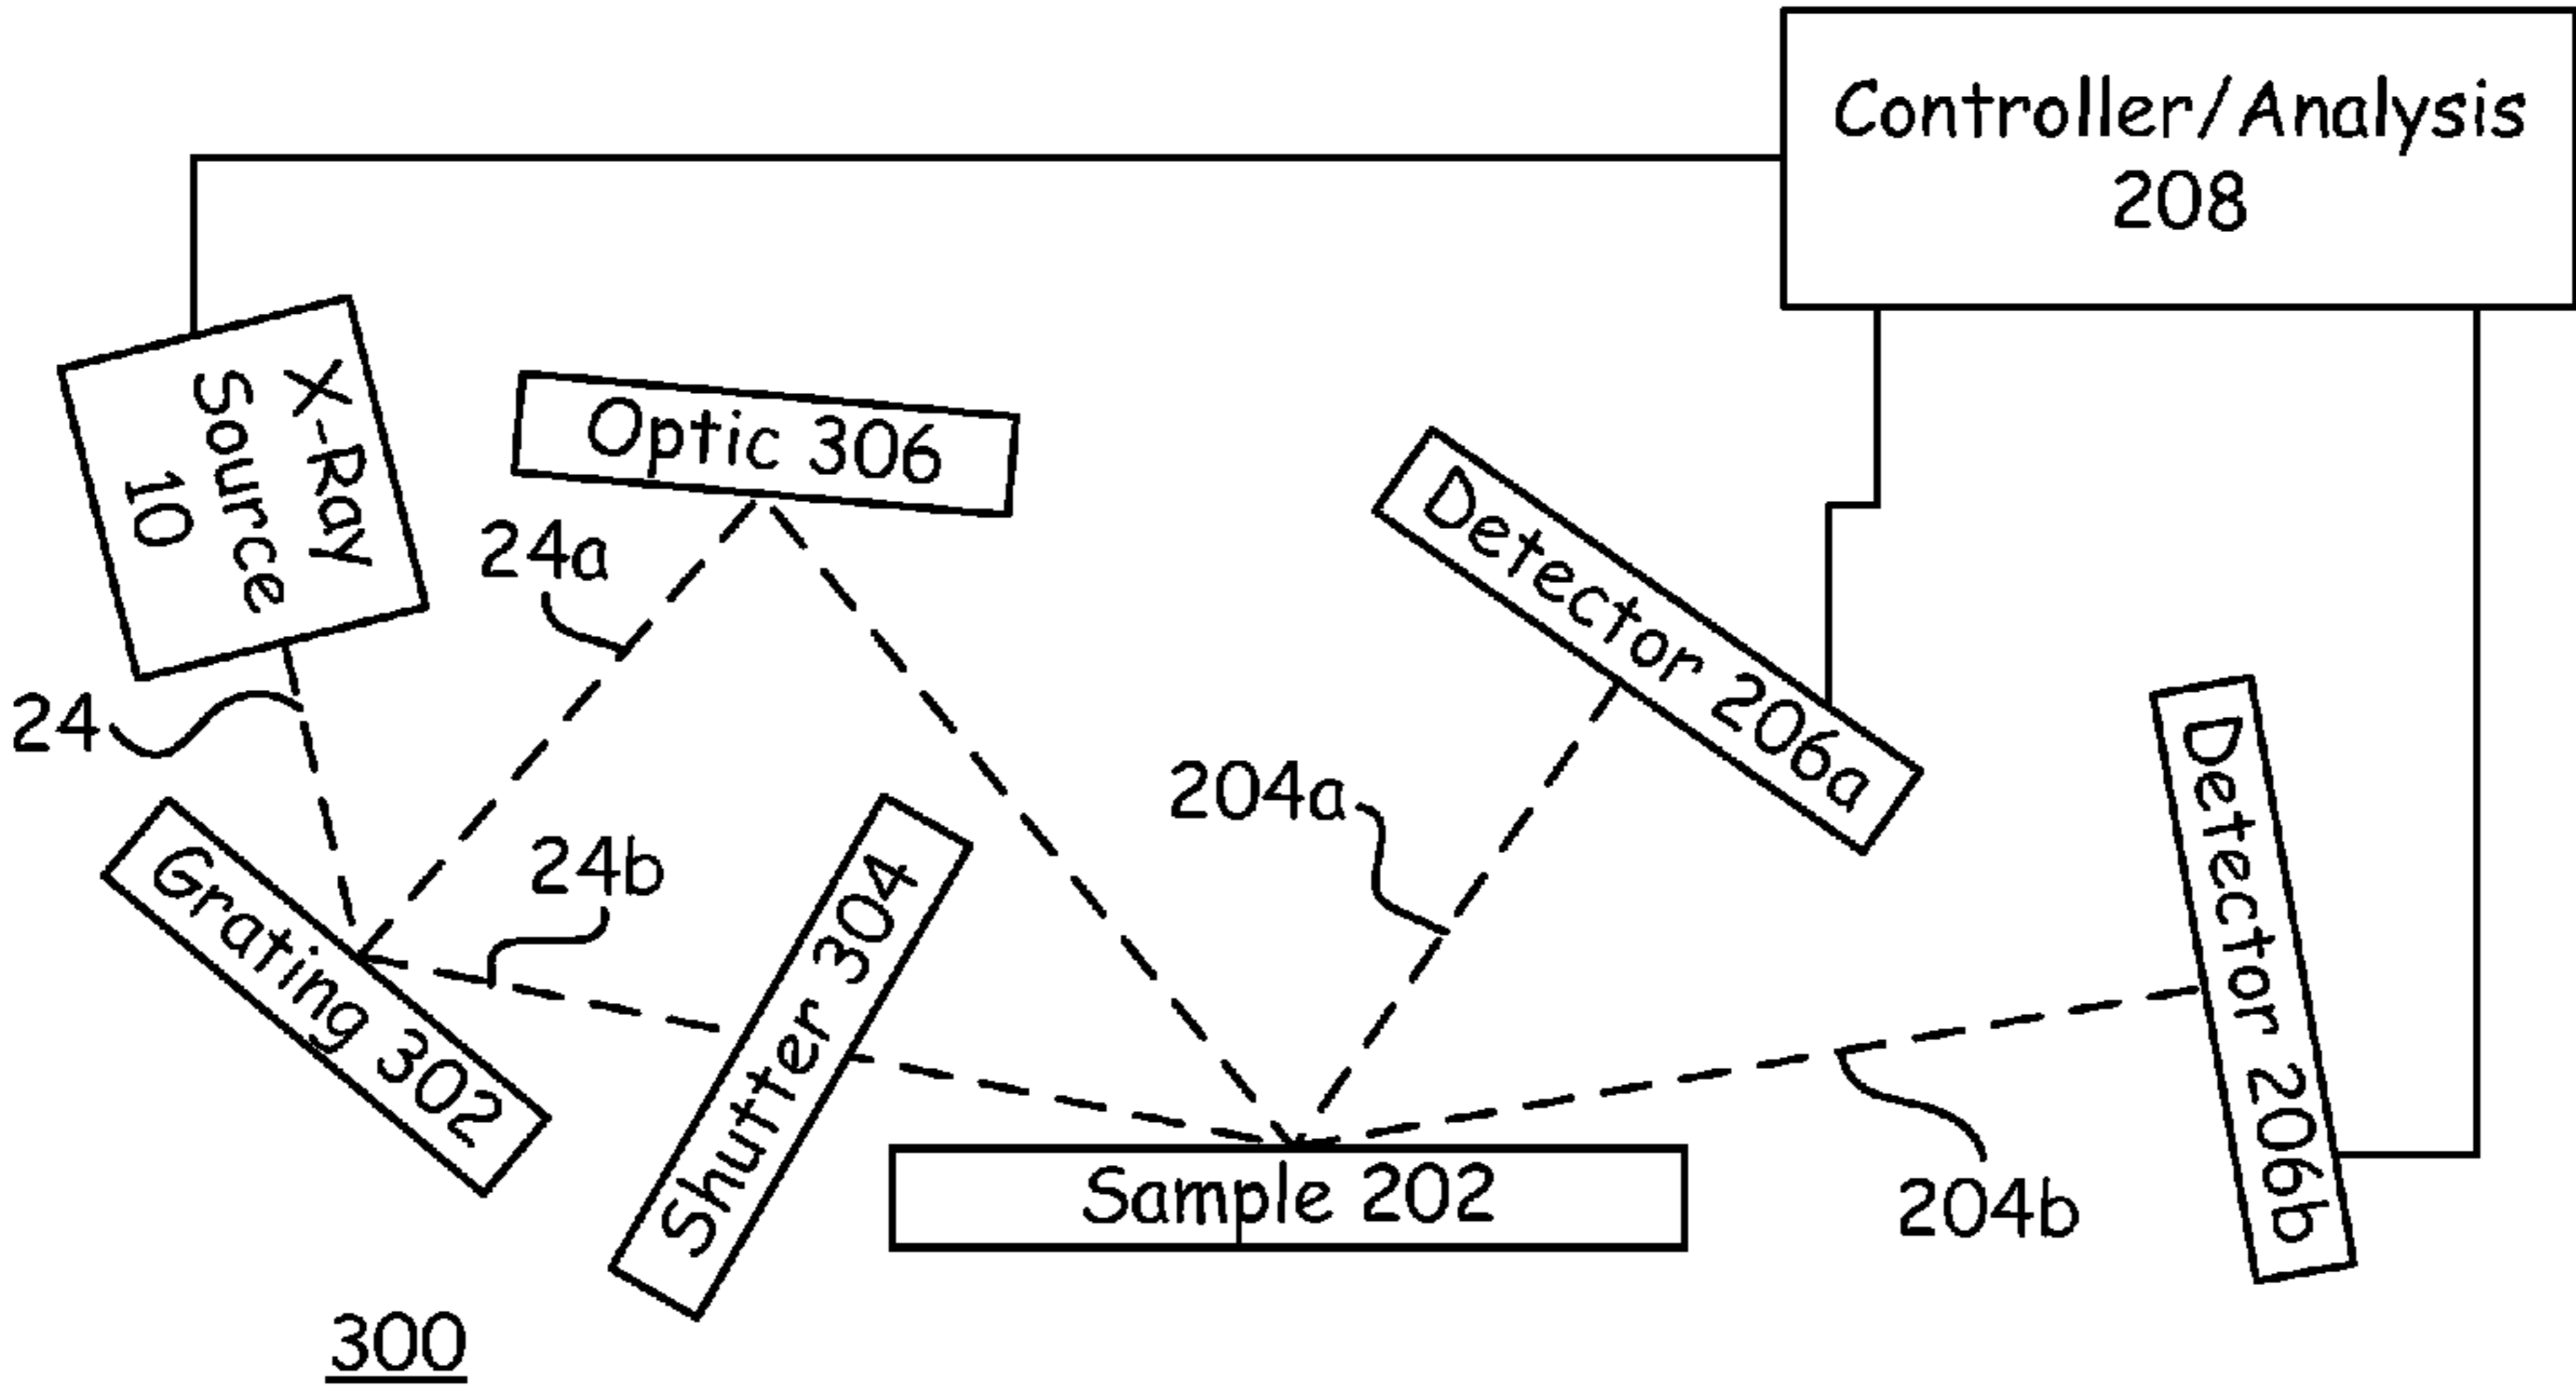 Controller/Analysis
208
X-Ray
Source
10
Optic 306
24a
Detector 206a
24
204a
Detector 206b
Grating 302
24b
Shutter 304
Sample 202
204b
300